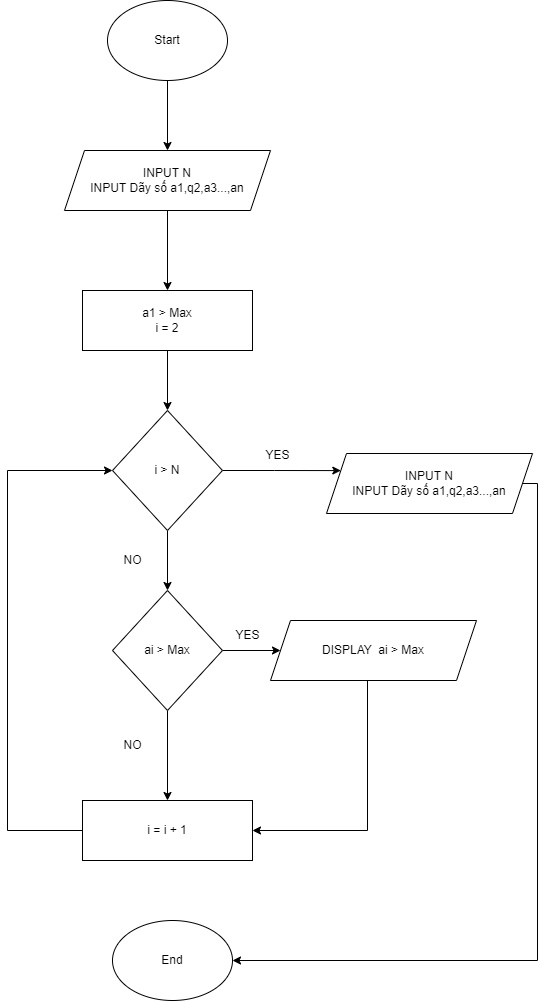 Start
INPUT N
INPUT Dãy số a1,q2,a3...,an
a1 > Max
i = 2
i > N
YES
INPUT N
INPUT Dãy số a1,q2,a3...,an
NO
ai > Max
YES
DISPLAY ai > Max
NO
i = i + 1
End